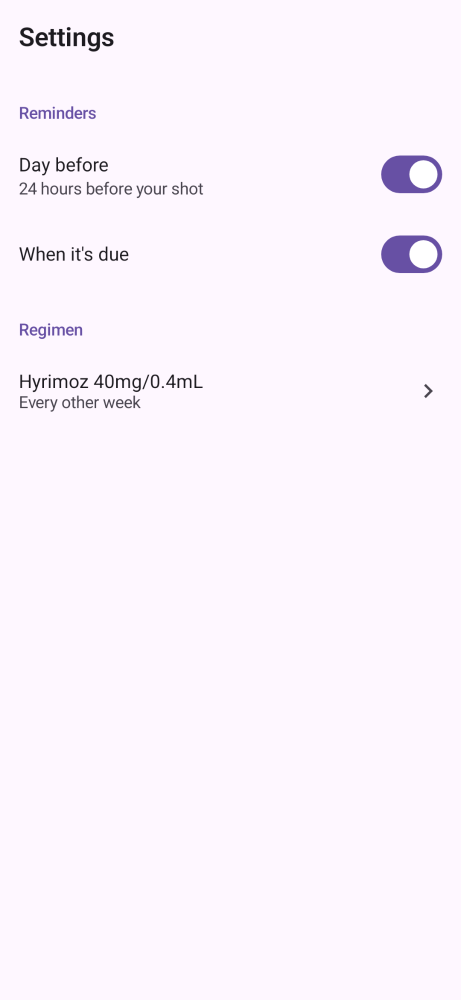 Settings
Reminders
Day before
24 hours before your shot
When it's due
Regimen
Hyrimoz 40mg/0.4mL
Every other week